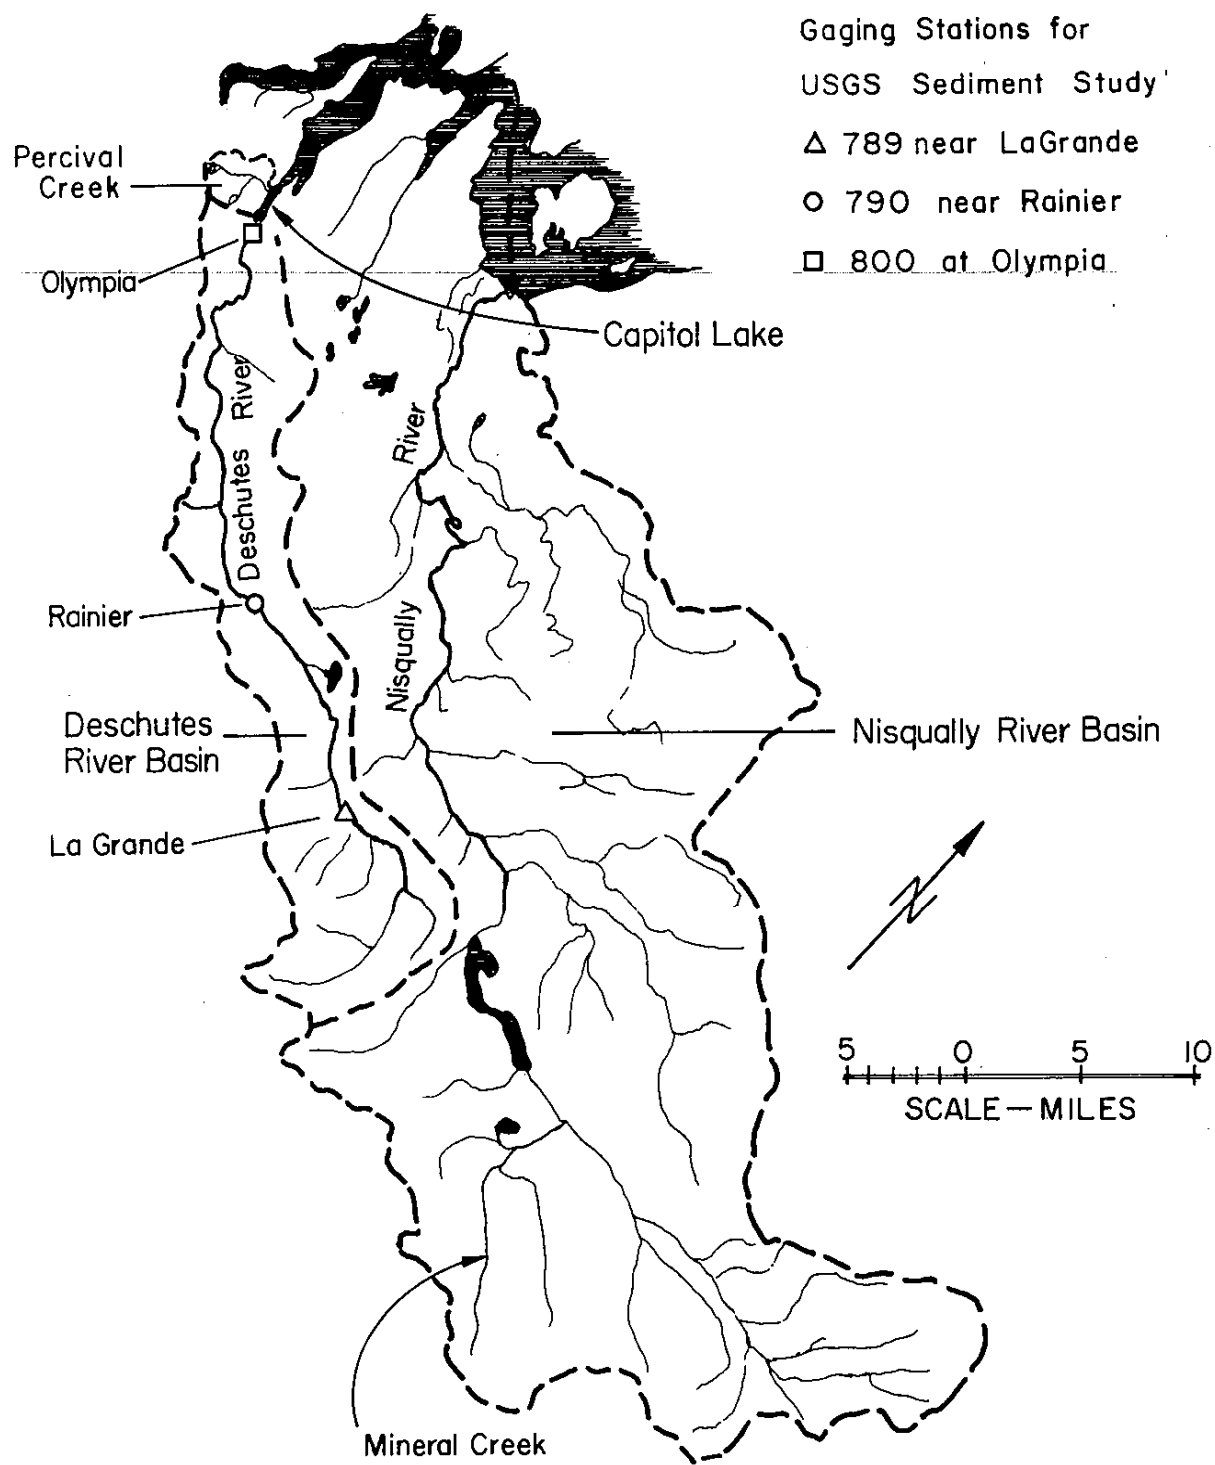 Gaging Stations for
USGS Sediment Study'
△ 789 near LaGrande
○ 790 near Rainier
□ 800 at Olympia
Percival
Creek
Olympia
Capitol Lake
Deschutes River
River
Nisqually
Rainier
Deschutes
River Basin
Nisqually River Basin
La Grande
N
5 0 5 10
SCALE — MILES
Mineral Creek